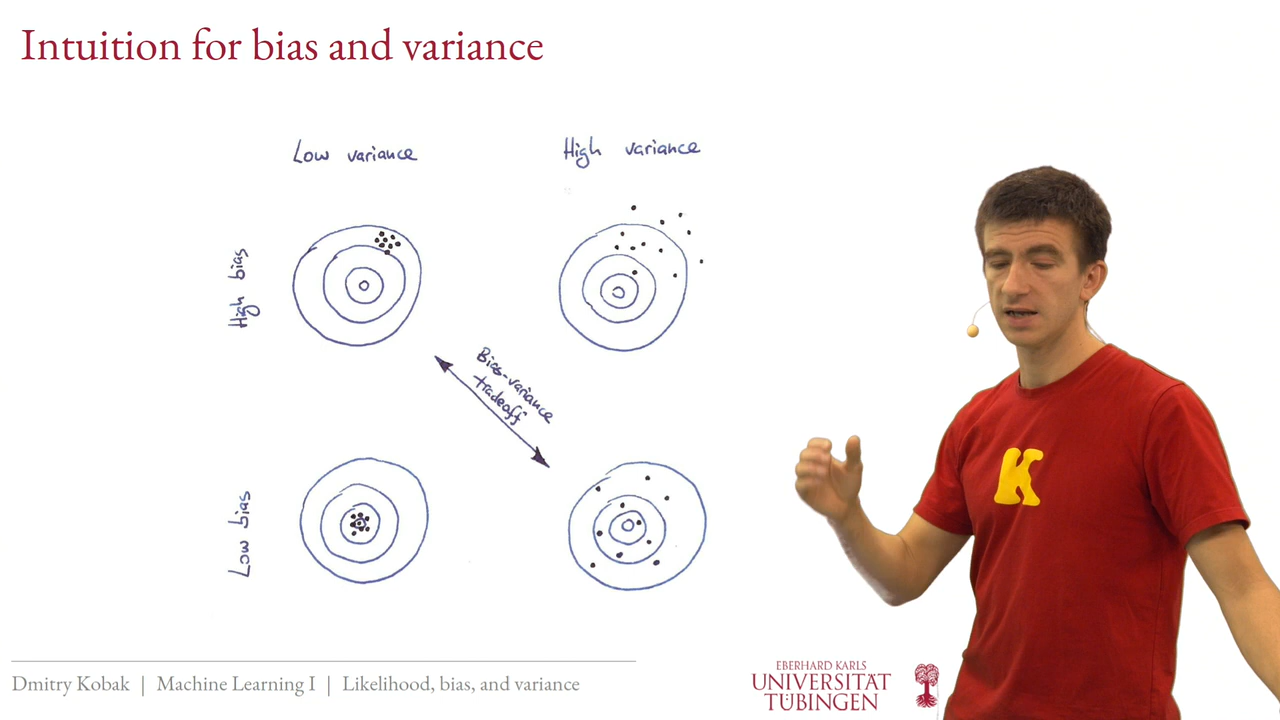 Intuition for bias and variance
Low variance
High variance
High bias
Bias-variance
tradeoff
Low bias
K
Dmitry Kobak | Machine Learning I | Likelihood, bias, and variance
EBERHARD KARLS
UNIVERSITÄT
TÜBINGEN